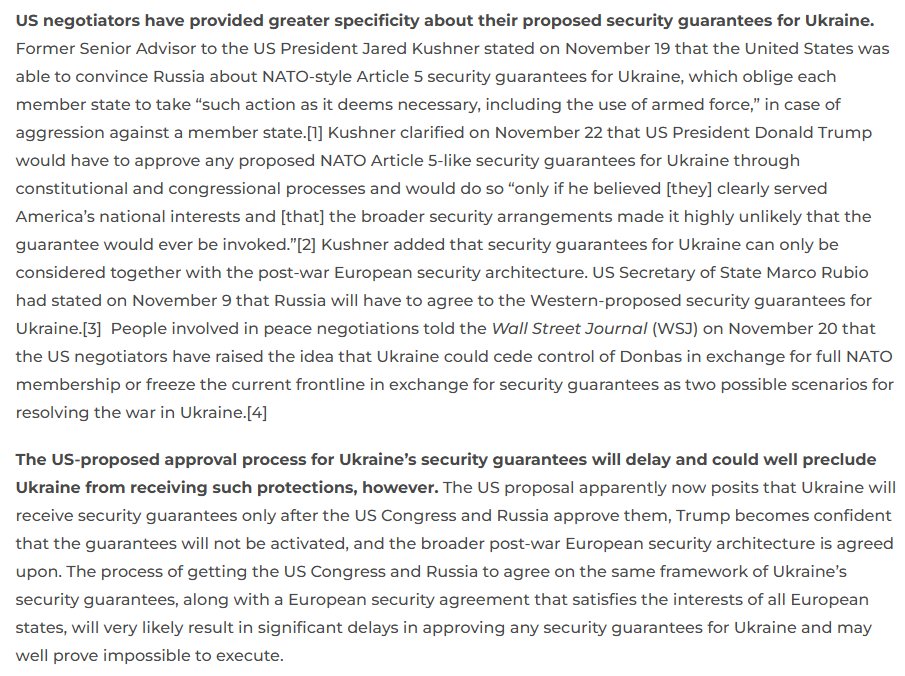 US negotiators have provided greater specificity about their proposed security guarantees for Ukraine.
Former Senior Advisor to the US President Jared Kushner stated on November 19 that the United States was
able to convince Russia about NATO-style Article 5 security guarantees for Ukraine, which oblige each
member state to take “such action as it deems necessary, including the use of armed force,” in case of
aggression against a member state.[1] Kushner clarified on November 22 that US President Donald Trump
would have to approve any proposed NATO Article 5-like security guarantees for Ukraine through
constitutional and congressional processes and would do so “only if he believed [they] clearly served
America’s national interests and [that] the broader security arrangements made it highly unlikely that the
guarantee would ever be invoked.”[2] Kushner added that security guarantees for Ukraine can only be
considered together with the post-war European security architecture. US Secretary of State Marco Rubio
had stated on November 9 that Russia will have to agree to the Western-proposed security guarantees for
Ukraine.[3]  People involved in peace negotiations told the Wall Street Journal (WSJ) on November 20 that
the US negotiators have raised the idea that Ukraine could cede control of Donbas in exchange for full NATO
membership or freeze the current frontline in exchange for security guarantees as two possible scenarios for
resolving the war in Ukraine.[4]
The US-proposed approval process for Ukraine’s security guarantees will delay and could well preclude
Ukraine from receiving such protections, however. The US proposal apparently now posits that Ukraine will
receive security guarantees only after the US Congress and Russia approve them, Trump becomes confident
that the guarantees will not be activated, and the broader post-war European security architecture is agreed
upon. The process of getting the US Congress and Russia to agree on the same framework of Ukraine’s
security guarantees, along with a European security agreement that satisfies the interests of all European
states, will very likely result in significant delays in approving any security guarantees for Ukraine and may
well prove impossible to execute.